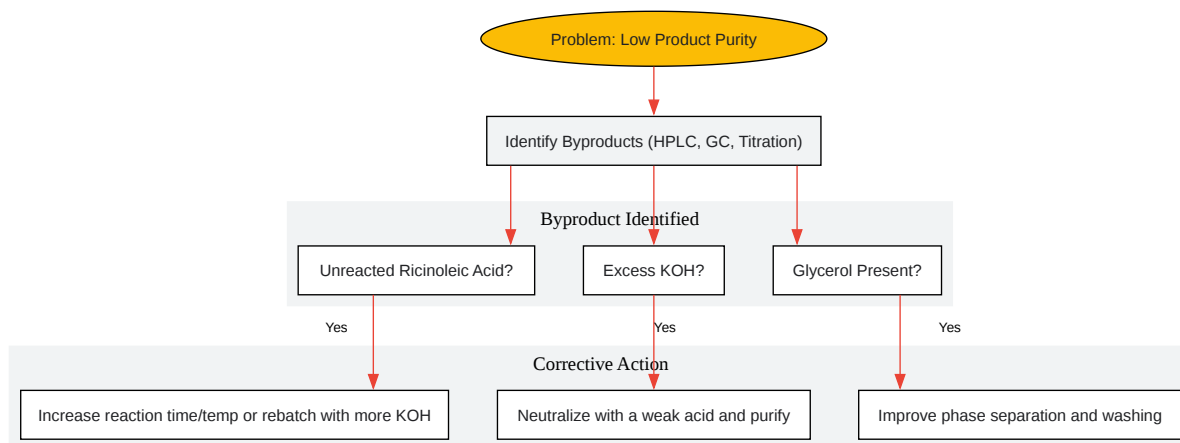 Problem: Low Product Purity
Identify Byproducts (HPLC, GC, Titration)
Byproduct Identified
Unreacted Ricinoleic Acid?
Excess KOH?
Glycerol Present?
Yes
Yes
Yes
Corrective Action
Increase reaction time/temp or rebatch with more KOH
Neutralize with a weak acid and purify
Improve phase separation and washing